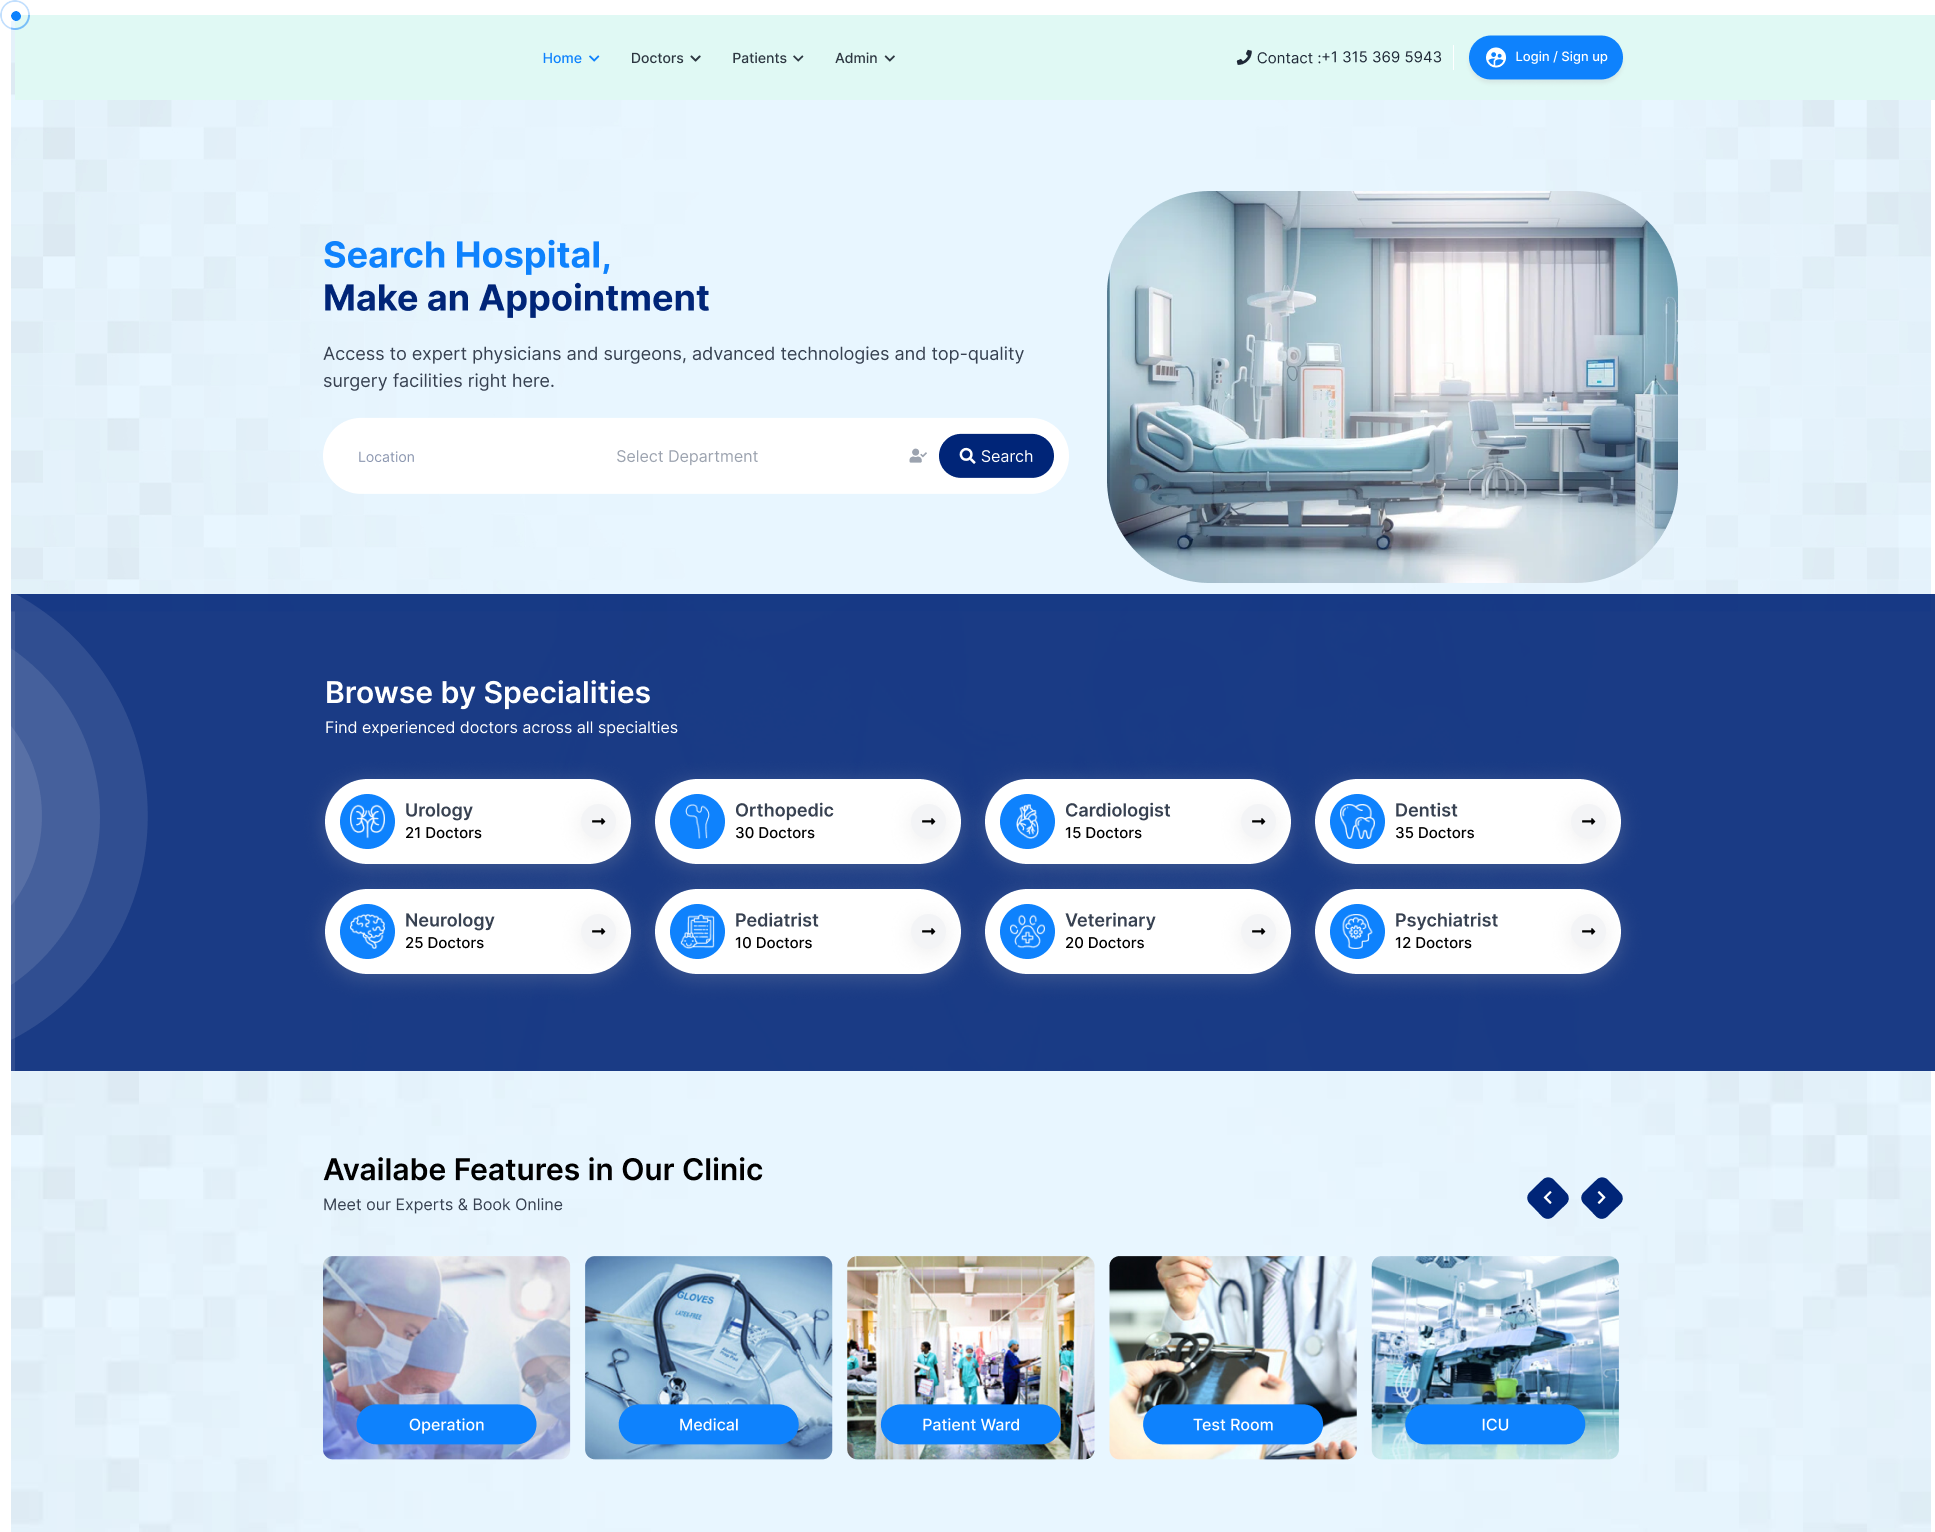 Home
Doctors
Patients
Admin
Contact :+1 315 369 5943
Login / Sign up
Search Hospital,
Make an Appointment
Access to expert physicians and surgeons, advanced technologies and top-quality
surgery facilities right here.
Location
Select Department
Search
Browse by Specialities
Find experienced doctors across all specialties
Urology
21 Doctors
Orthopedic
30 Doctors
Cardiologist
15 Doctors
Dentist
35 Doctors
Neurology
25 Doctors
Pediatrist
10 Doctors
Veterinary
20 Doctors
Psychiatrist
12 Doctors
Availabe Features in Our Clinic
Meet our Experts & Book Online
GLOVES
LATEX FREE
Operation
Medical
Patient Ward
Test Room
ICU